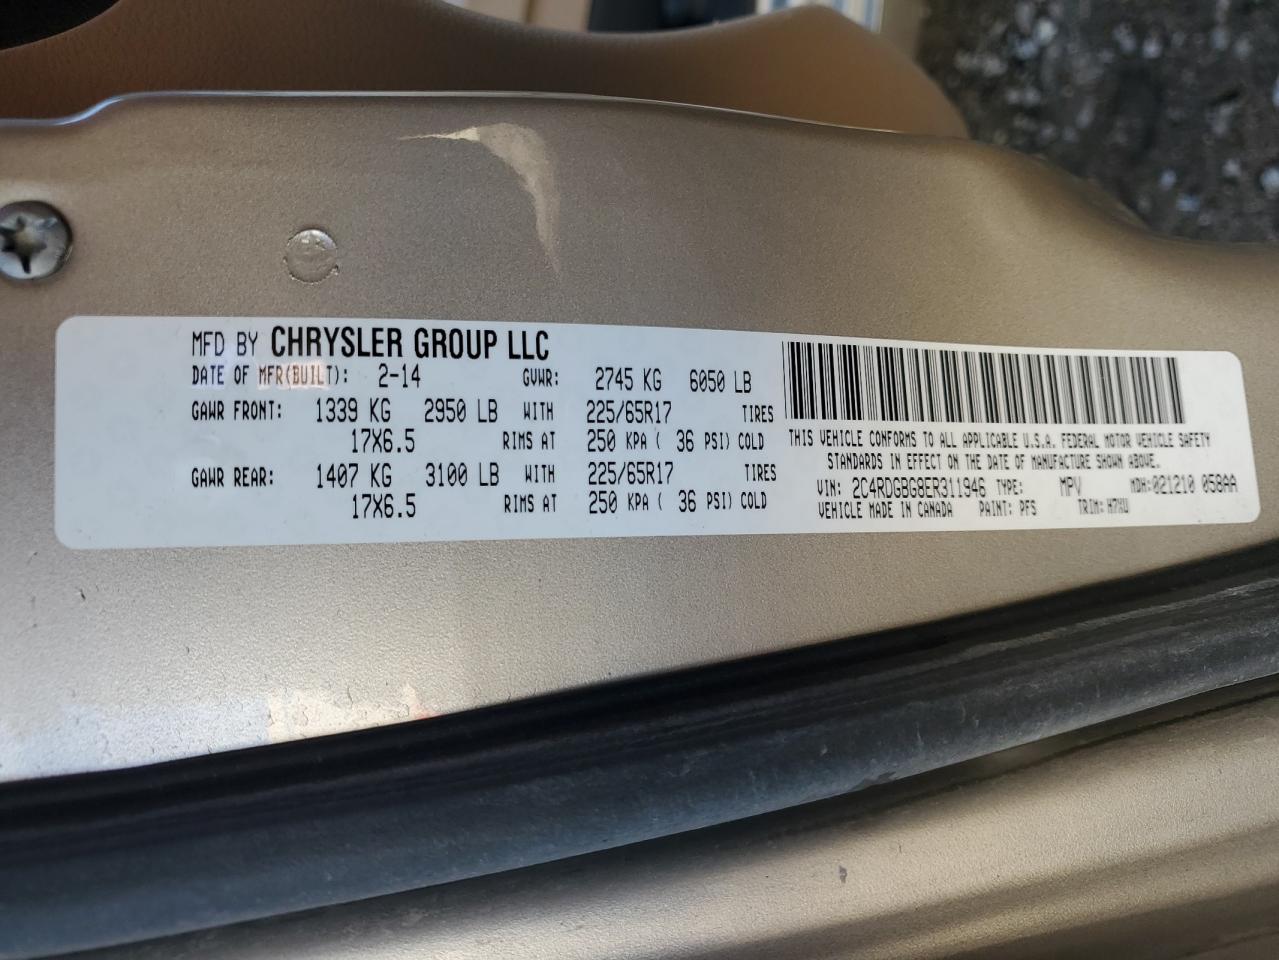 MFD BY CHRYSLER GROUP LLC
DATE OF MFR(BUILT): 2-14 GVWR: 2745 KG 6050 LB
GAWR FRONT: 1339 KG 2950 LB WITH 225/65R17 TIRES
17X6.5 RIMS AT 250 KPA ( 36 PSI) COLD
GAWR REAR: 1407 KG 3100 LB WITH 225/65R17 TIRES
17X6.5 RIMS AT 250 KPA ( 36 PSI) COLD
THIS VEHICLE CONFORMS TO ALL APPLICABLE U.S.A. FEDERAL MOTOR VEHICLE SAFETY
STANDARDS IN EFFECT ON THE DATE OF MANUFACTURE SHOWN ABOVE.
VIN: 2C4RDGBG8ER311946 TYPE: MPV MDH:021210 058AA
VEHICLE MADE IN CANADA PAINT: PFS TRIM: H7XU